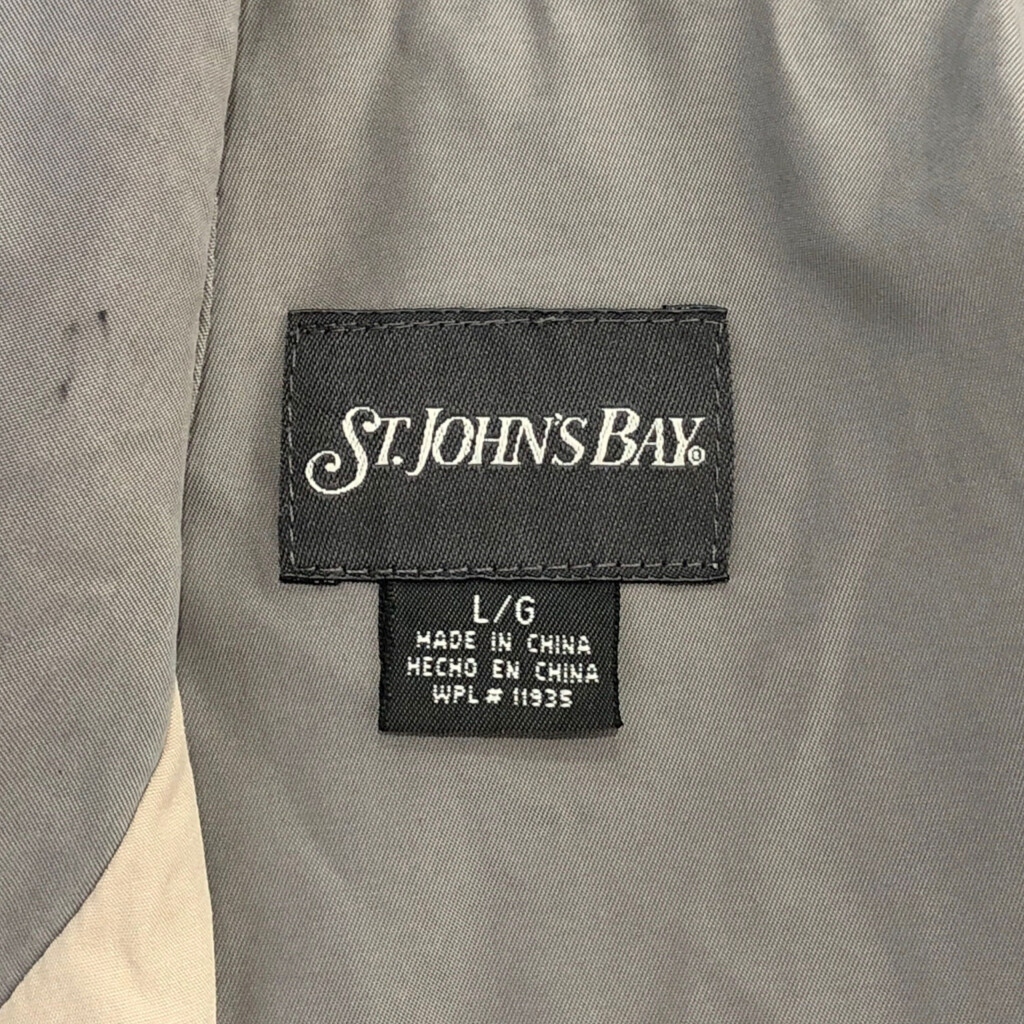 ST. JOHN'S BAY®
L/G
MADE IN CHINA
HECHO EN CHINA
WPL # 11935